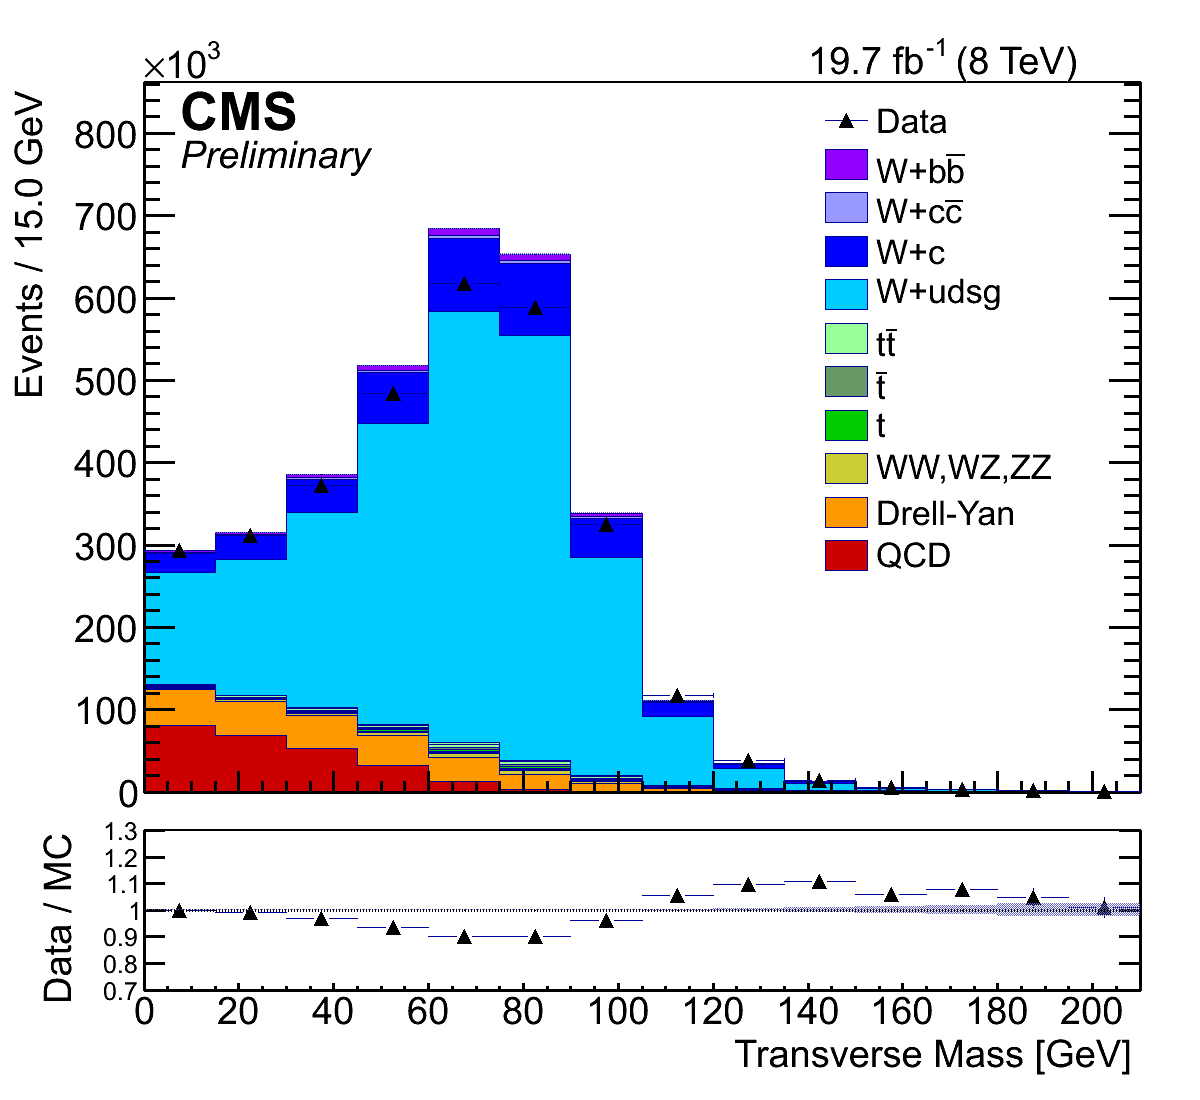 ×10³
19.7 fb⁻¹ (8 TeV)
CMS
Preliminary
Events / 15.0 GeV
800
700
600
500
400
300
200
100
0
Data
W+bb̅
W+cc̅
W+c
W+udsg
tt̅
t̅
t
WW,WZ,ZZ
Drell-Yan
QCD
Data / MC
1.3
1.2
1.1
1
0.9
0.8
0.7
0 20 40 60 80 100 120 140 160 180 200
Transverse Mass [GeV]